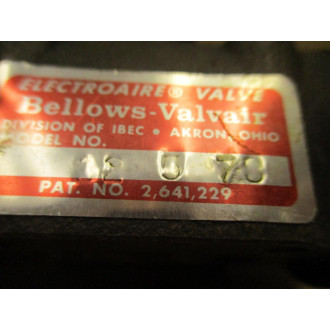 ELECTROAIRE® VALVE
Bellows-Valvair
DIVISION OF IBEC • AKRON, OHIO
MODEL NO.
PAT. NO. 2,641,229